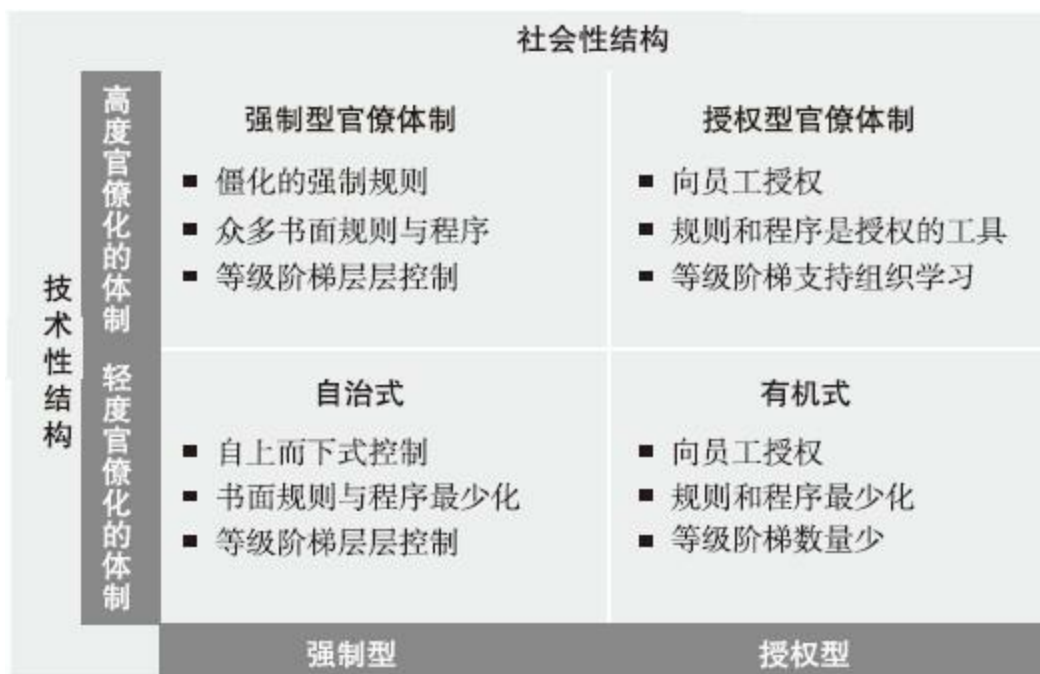 社会性结构
技术性结构
高度官僚化的体制
强制型官僚体制
■ 僵化的强制规则
■ 众多书面规则与程序
■ 等级阶梯层层控制
授权型官僚体制
■ 向员工授权
■ 规则和程序是授权的工具
■ 等级阶梯支持组织学习
轻度官僚化的体制
自治式
■ 自上而下式控制
■ 书面规则与程序最少化
■ 等级阶梯层层控制
有机式
■ 向员工授权
■ 规则和程序最少化
■ 等级阶梯数量少
强制型
授权型